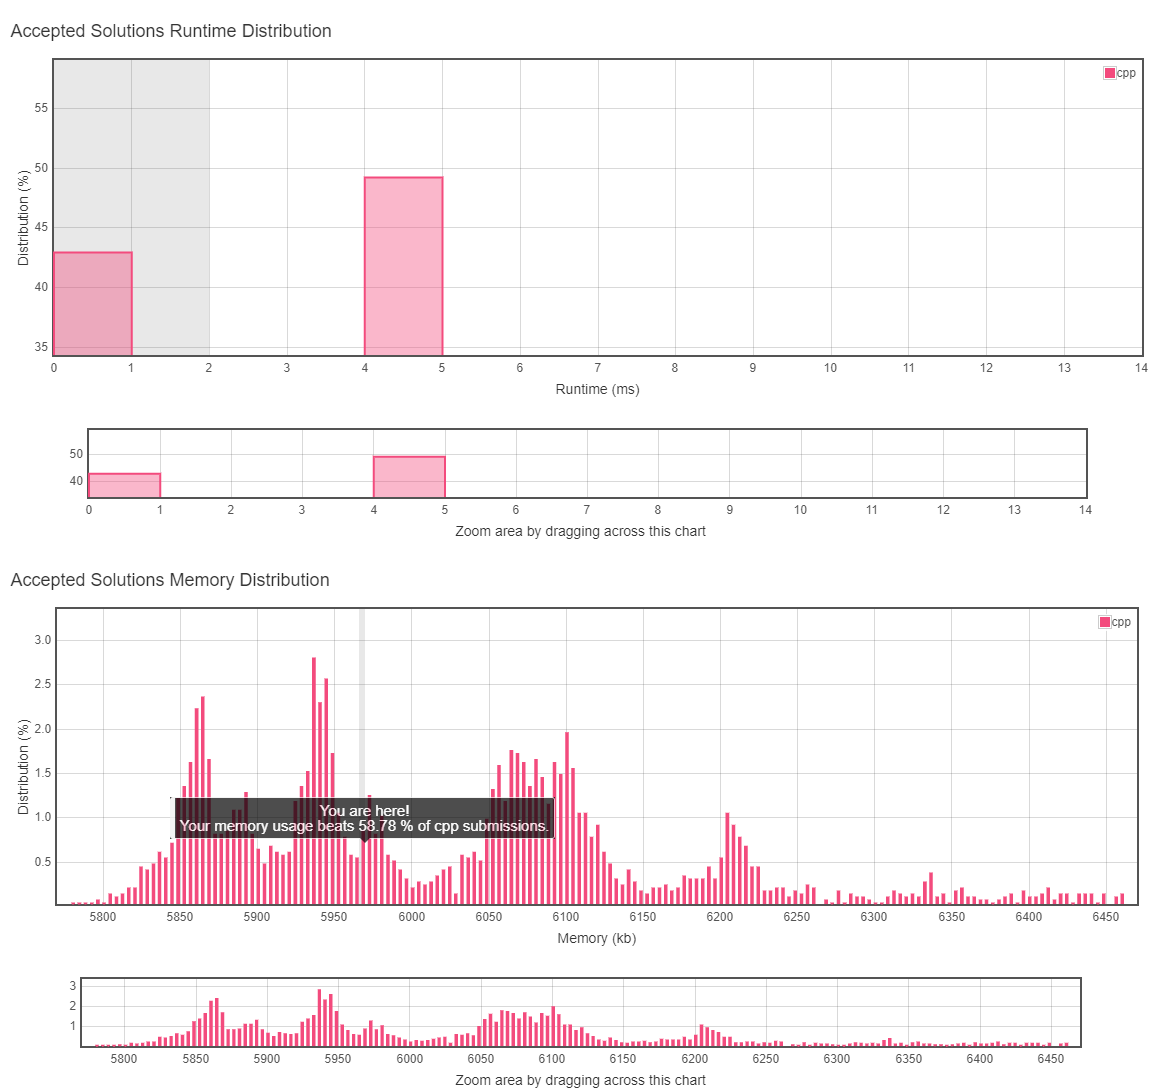 Accepted Solutions Runtime Distribution
cpp
55
50
45
40
35
Distribution (%)
0 1 2 3 4 5 6 7 8 9 10 11 12 13 14
Runtime (ms)
50
40
0 1 2 3 4 5 6 7 8 9 10 11 12 13 14
Zoom area by dragging across this chart
Accepted Solutions Memory Distribution
cpp
3.0
2.5
2.0
1.5
1.0
0.5
Distribution (%)
You are here!
Your memory usage beats 58.78 % of cpp submissions.
5800 5850 5900 5950 6000 6050 6100 6150 6200 6250 6300 6350 6400 6450
Memory (kb)
3
2
1
5800 5850 5900 5950 6000 6050 6100 6150 6200 6250 6300 6350 6400 6450
Zoom area by dragging across this chart